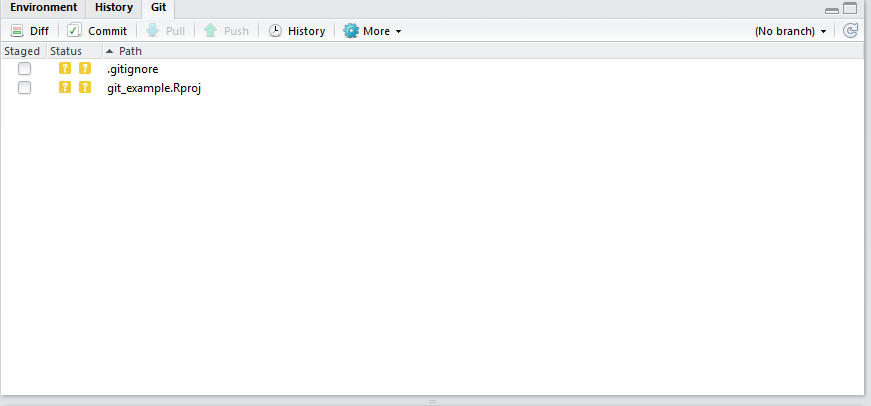 Environment History Git
Diff Commit Pull Push History More (No branch)
Staged Status Path
? ? .gitignore
? ? git_example.Rproj